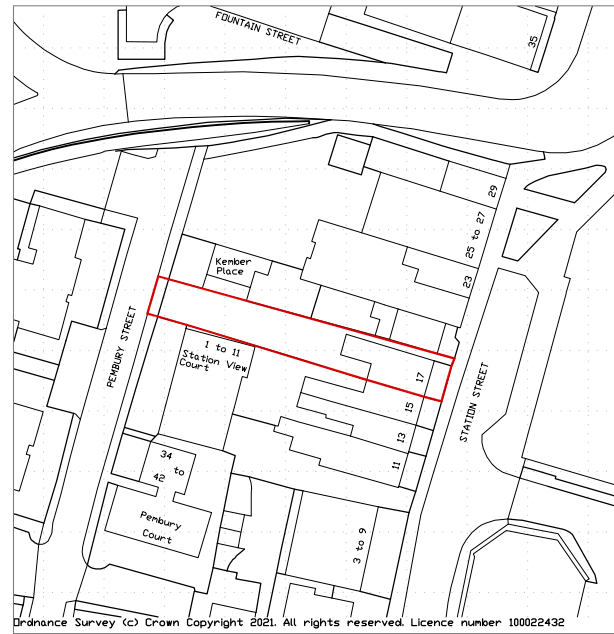 FOUNTAIN STREET
35
29
25 to 27
23
Kember
Place
PEMBURY STREET
1 to 11
Station View
Court
17
STATION STREET
15
13
11
34
to
42
Pembury
Court
3 to 9
Ordnance Survey (c) Crown Copyright 2021. All rights reserved. Licence number 100022432